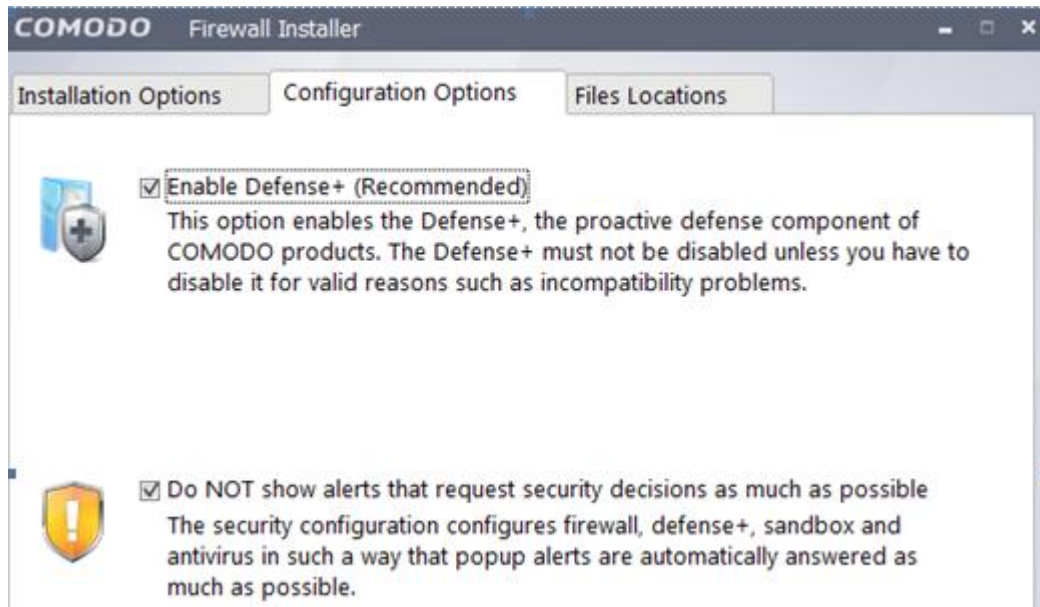 COMODO Firewall Installer
Installation Options Configuration Options Files Locations
Enable Defense+ (Recommended)
This option enables the Defense+, the proactive defense component of
COMODO products. The Defense+ must not be disabled unless you have to
disable it for valid reasons such as incompatibility problems.
Do NOT show alerts that request security decisions as much as possible
The security configuration configures firewall, defense+, sandbox and
antivirus in such a way that popup alerts are automatically answered as
much as possible.